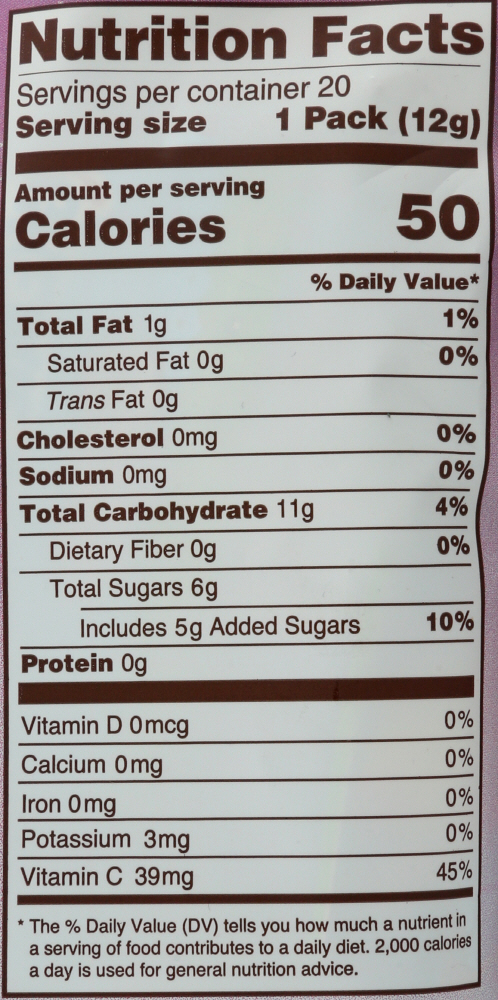 Nutrition Facts
Servings per container 20
Serving size 1 Pack (12g)
Amount per serving
Calories 50
% Daily Value*
Total Fat 1g 1%
Saturated Fat 0g 0%
Trans Fat 0g
Cholesterol 0mg 0%
Sodium 0mg 0%
Total Carbohydrate 11g 4%
Dietary Fiber 0g 0%
Total Sugars 6g
Includes 5g Added Sugars 10%
Protein 0g
Vitamin D 0mcg 0%
Calcium 0mg 0%
Iron 0mg 0%
Potassium 3mg 0%
Vitamin C 39mg 45%
* The % Daily Value (DV) tells you how much a nutrient in
a serving of food contributes to a daily diet. 2,000 calories
a day is used for general nutrition advice.